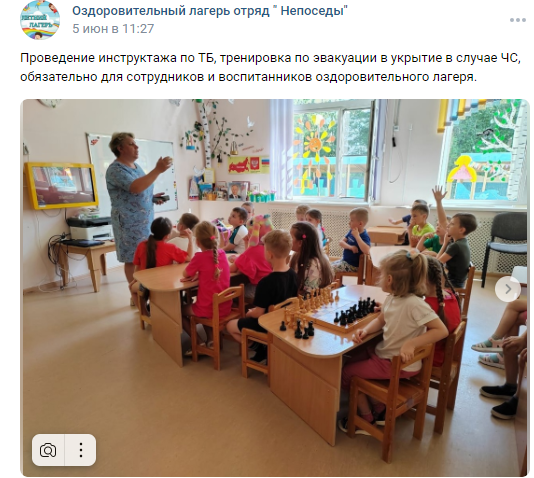 Оздоровительный лагерь отряд " Непоседы"
5 июн в 11:27
Проведение инструктажа по ТБ, тренировка по эвакуации в укрытие в случае ЧС,
обязательно для сотрудников и воспитанников оздоровительного лагеря.
ЛАГЕРЬ